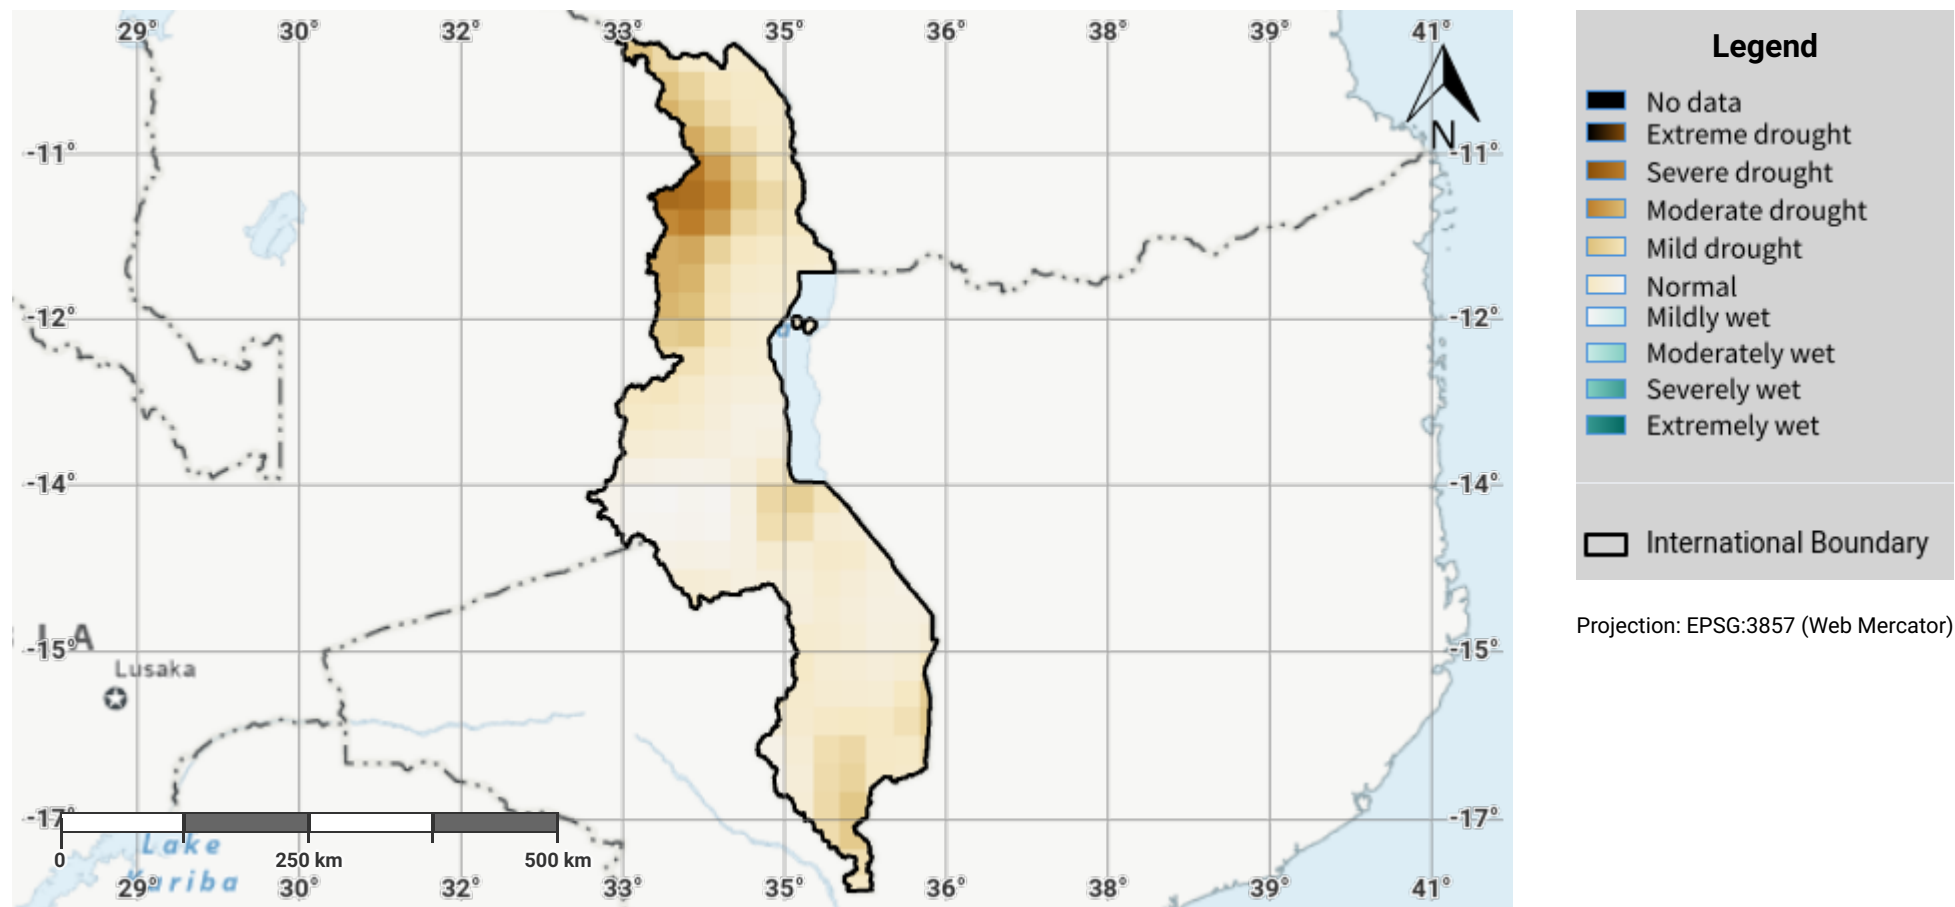 29° 30° 32° 33° 35° 36° 38° 39° 41°
N
-11° -11°
-12° -12°
-14° -14°
LA
-15° -15°
Lusaka
-17° -17°
0 250 km 500 km
Lake
Kariba
29° 30° 32° 33° 35° 36° 38° 39° 41°
Legend
No data
Extreme drought
Severe drought
Moderate drought
Mild drought
Normal
Mildly wet
Moderately wet
Severely wet
Extremely wet
International Boundary
Projection: EPSG:3857 (Web Mercator)